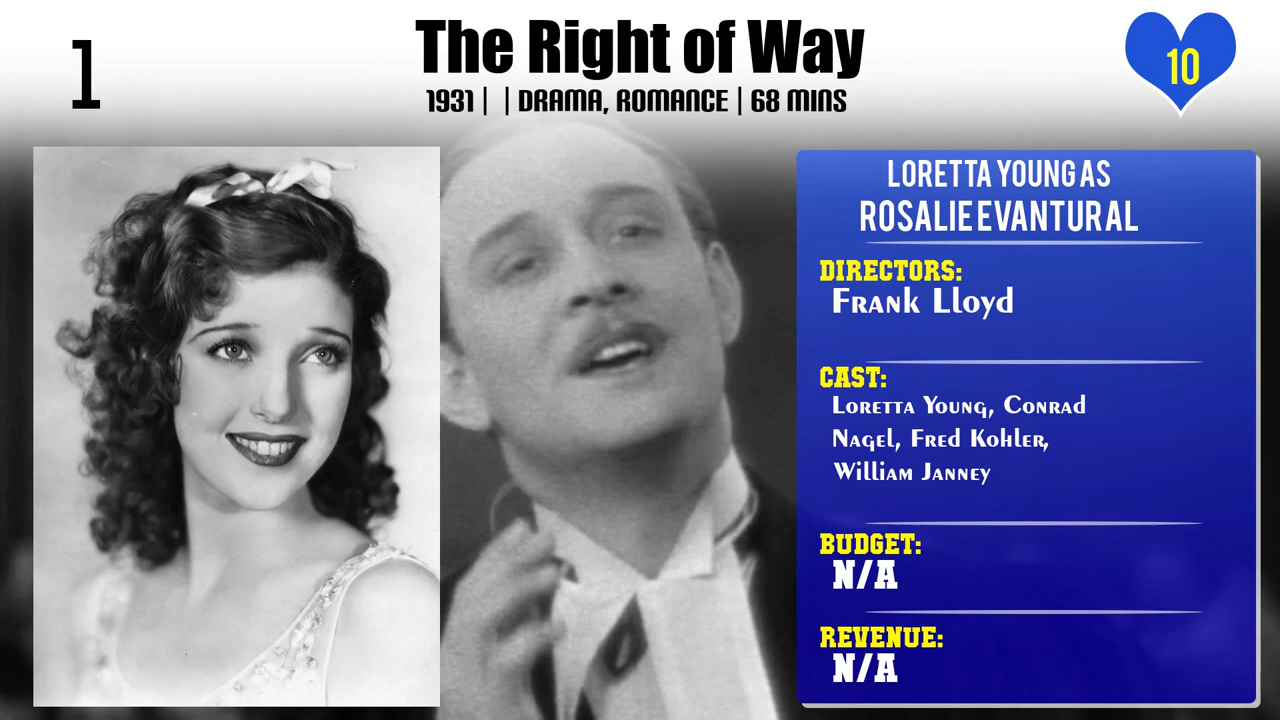 1
The Right of Way
1931 | | DRAMA, ROMANCE | 68 MINS
10
LORETTA YOUNG AS
ROSALIE EVANTURAL
DIRECTORS:
Frank Lloyd
CAST:
Loretta Young, Conrad
Nagel, Fred Kohler,
William Janney
BUDGET:
N/A
REVENUE:
N/A